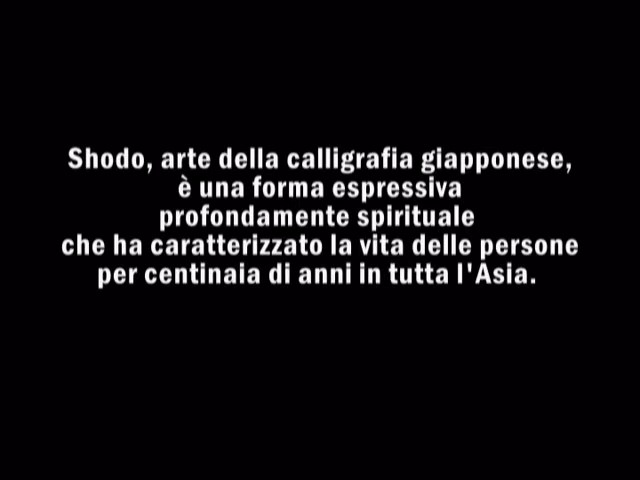 Shodo, arte della calligrafia giapponese,
è una forma espressiva
profondamente spirituale
che ha caratterizzato la vita delle persone
per centinaia di anni in tutta l'Asia.